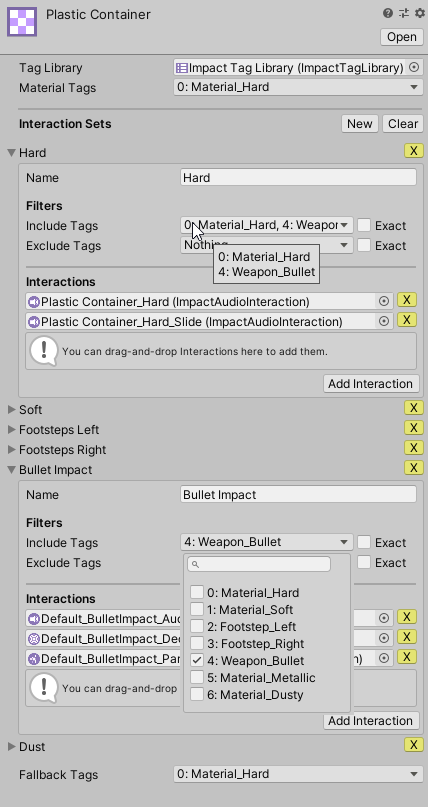 Plastic Container
Open
Tag Library Impact Tag Library (ImpactTagLibrary)
Material Tags 0: Material_Hard
Interaction Sets New Clear
Hard X
Name Hard
Filters
Include Tags 0: Material_Hard, 4: Weapon Exact
Exclude Tags Nothing Exact
0: Material_Hard
4: Weapon_Bullet
Interactions
Plastic Container_Hard (ImpactAudioInteraction) X
Plastic Container_Hard_Slide (ImpactAudioInteraction) X
You can drag-and-drop Interactions here to add them.
Add Interaction
Soft X
Footsteps Left X
Footsteps Right X
Bullet Impact X
Name Bullet Impact
Filters
Include Tags 4: Weapon_Bullet Exact
Exclude Tags Exact
0: Material_Hard
1: Material_Soft
2: Footstep_Left
3: Footstep_Right
4: Weapon_Bullet
5: Material_Metallic
6: Material_Dusty
Interactions
Default_BulletImpact_Aud X
Default_BulletImpact_Dec X
Default_BulletImpact_Par n) X
You can drag-and-drop
Add Interaction
Dust X
Fallback Tags 0: Material_Hard